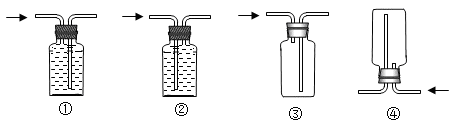 ① ② ③ ④